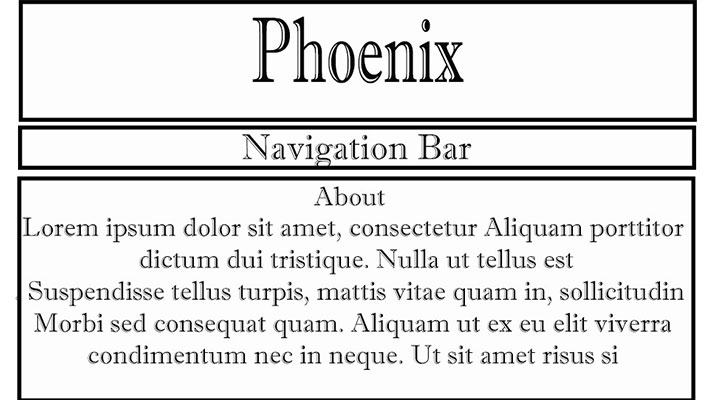 Phoenix
Navigation Bar
About
Lorem ipsum dolor sit amet, consectetur Aliquam porttitor
dictum dui tristique. Nulla ut tellus est
Suspendisse tellus turpis, mattis vitae quam in, sollicitudin
Morbi sed consequat quam. Aliquam ut ex eu elit viverra
condimentum nec in neque. Ut sit amet risus si